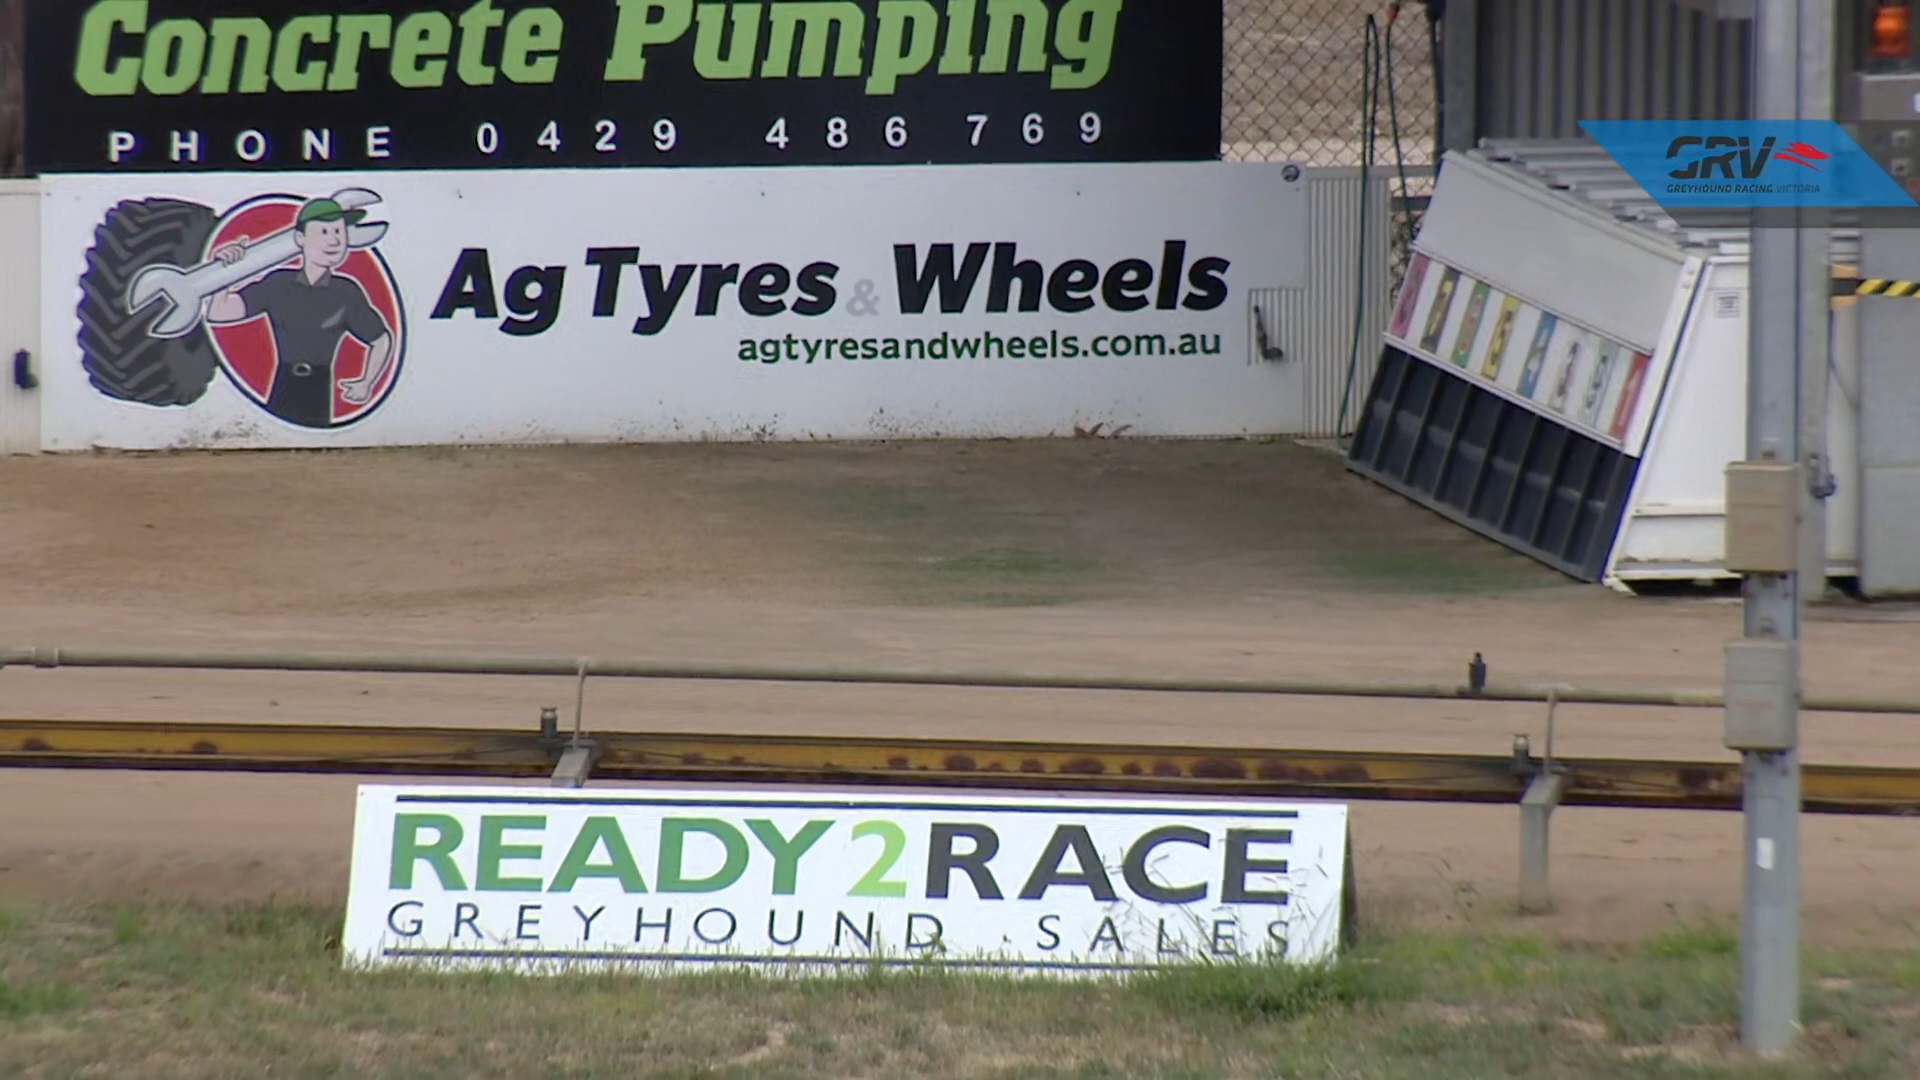 Concrete Pumping
PHONE 0429 486 769
GRV
GREYHOUND RACING VICTORIA
Ag Tyres & Wheels
agtyresandwheels.com.au
READY2RACE
GREYHOUND SALES